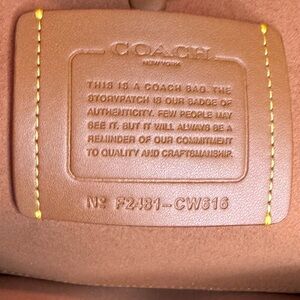 COACH
NEW YORK
THIS IS A COACH BAG. THE
STORYPATCH IS OUR BADGE OF
AUTHENTICITY. FEW PEOPLE MAY
SEE IT. BUT IT WILL ALWAYS BE A
REMINDER OF OUR COMMITMENT
TO QUALITY AND CRAFTSMANSHIP.
Nº F2481-CW616